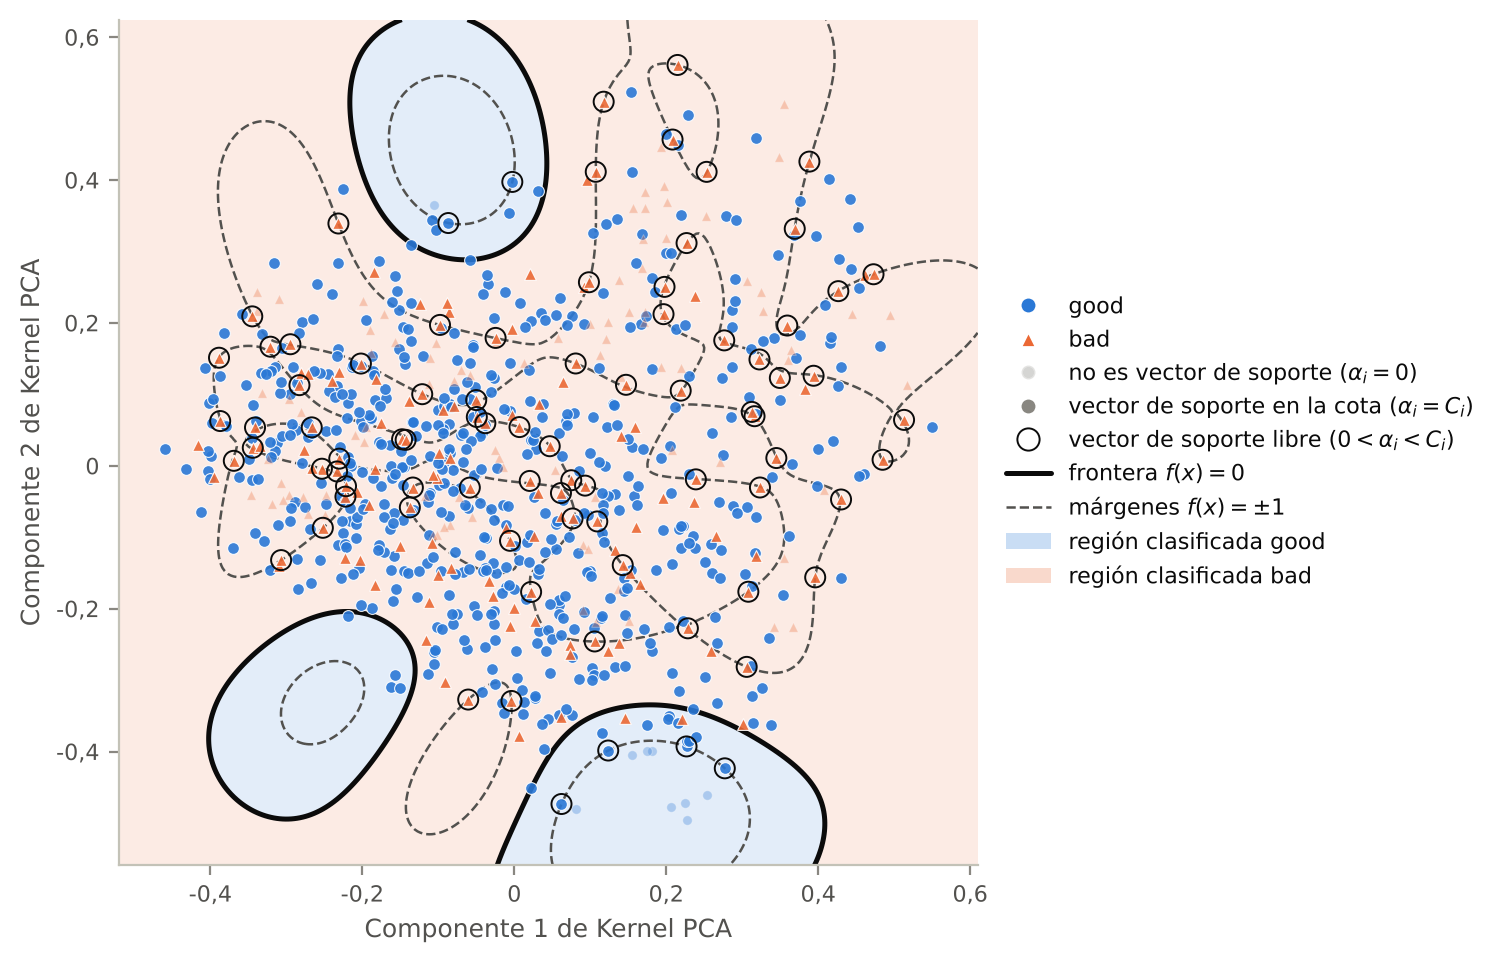 0,6
0,4
0,2
0
-0,2
-0,4
Componente 2 de Kernel PCA
-0,4 -0,2 0 0,2 0,4 0,6
Componente 1 de Kernel PCA
good
bad
no es vector de soporte (αᵢ = 0)
vector de soporte en la cota (αᵢ = Cᵢ)
vector de soporte libre (0 < αᵢ < Cᵢ)
frontera f(x) = 0
márgenes f(x) = ±1
región clasificada good
región clasificada bad